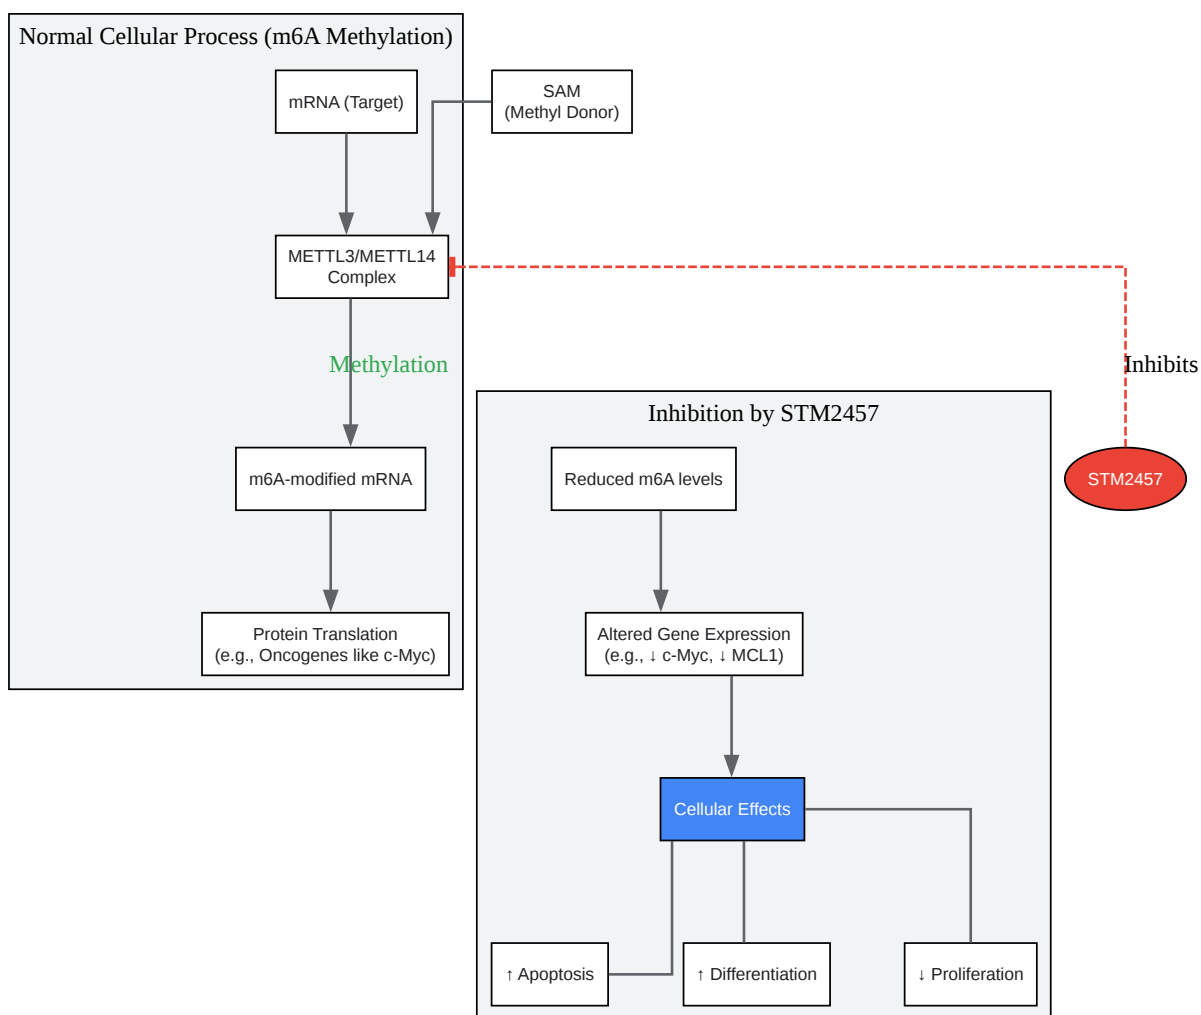 Normal Cellular Process (m6A Methylation)
mRNA (Target)
SAM
(Methyl Donor)
METTL3/METTL14
Complex
Methylation
Inhibits
Inhibition by STM2457
m6A-modified mRNA
Reduced m6A levels
STM2457
Protein Translation
(e.g., Oncogenes like c-Myc)
Altered Gene Expression
(e.g., ↓ c-Myc, ↓ MCL1)
Cellular Effects
↑ Apoptosis
↑ Differentiation
↓ Proliferation